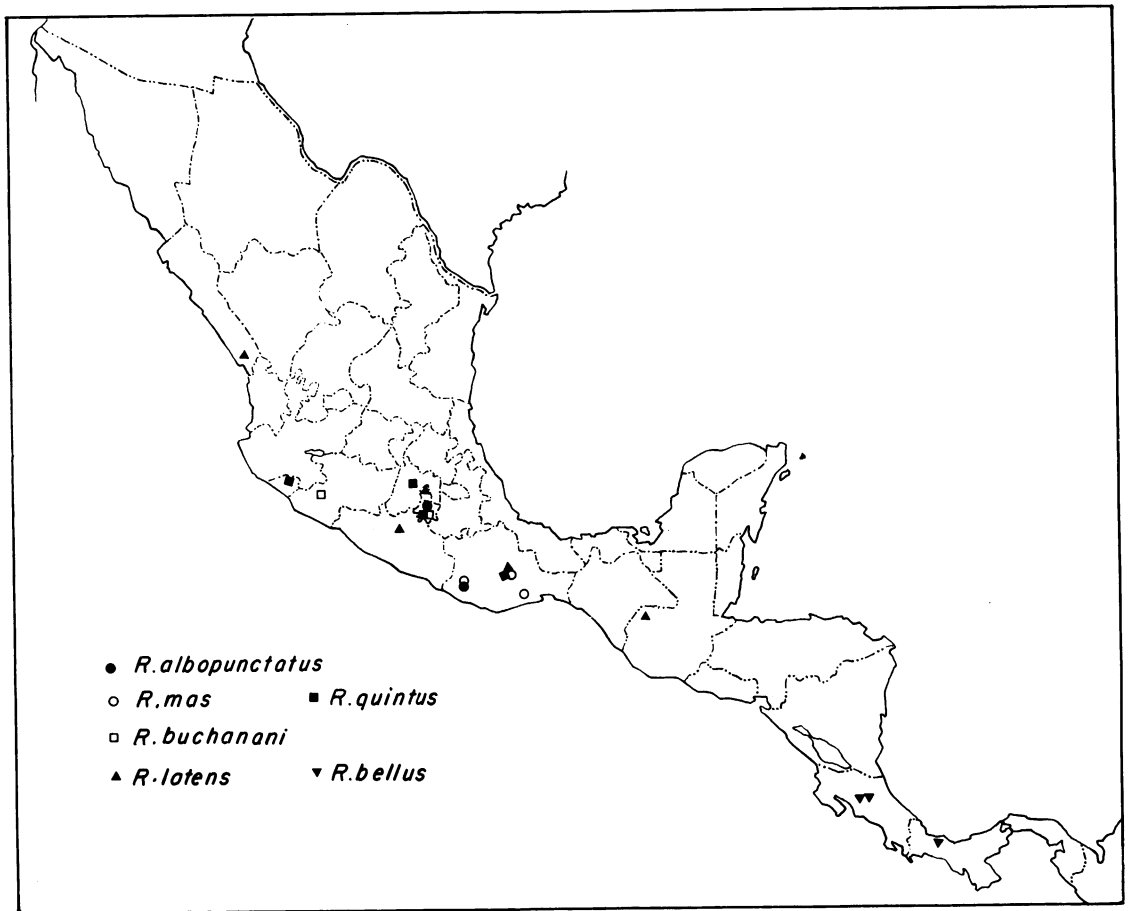 R. albopunctatus
R. mas R. quintus
R. buchanani
R. latens R. bellus